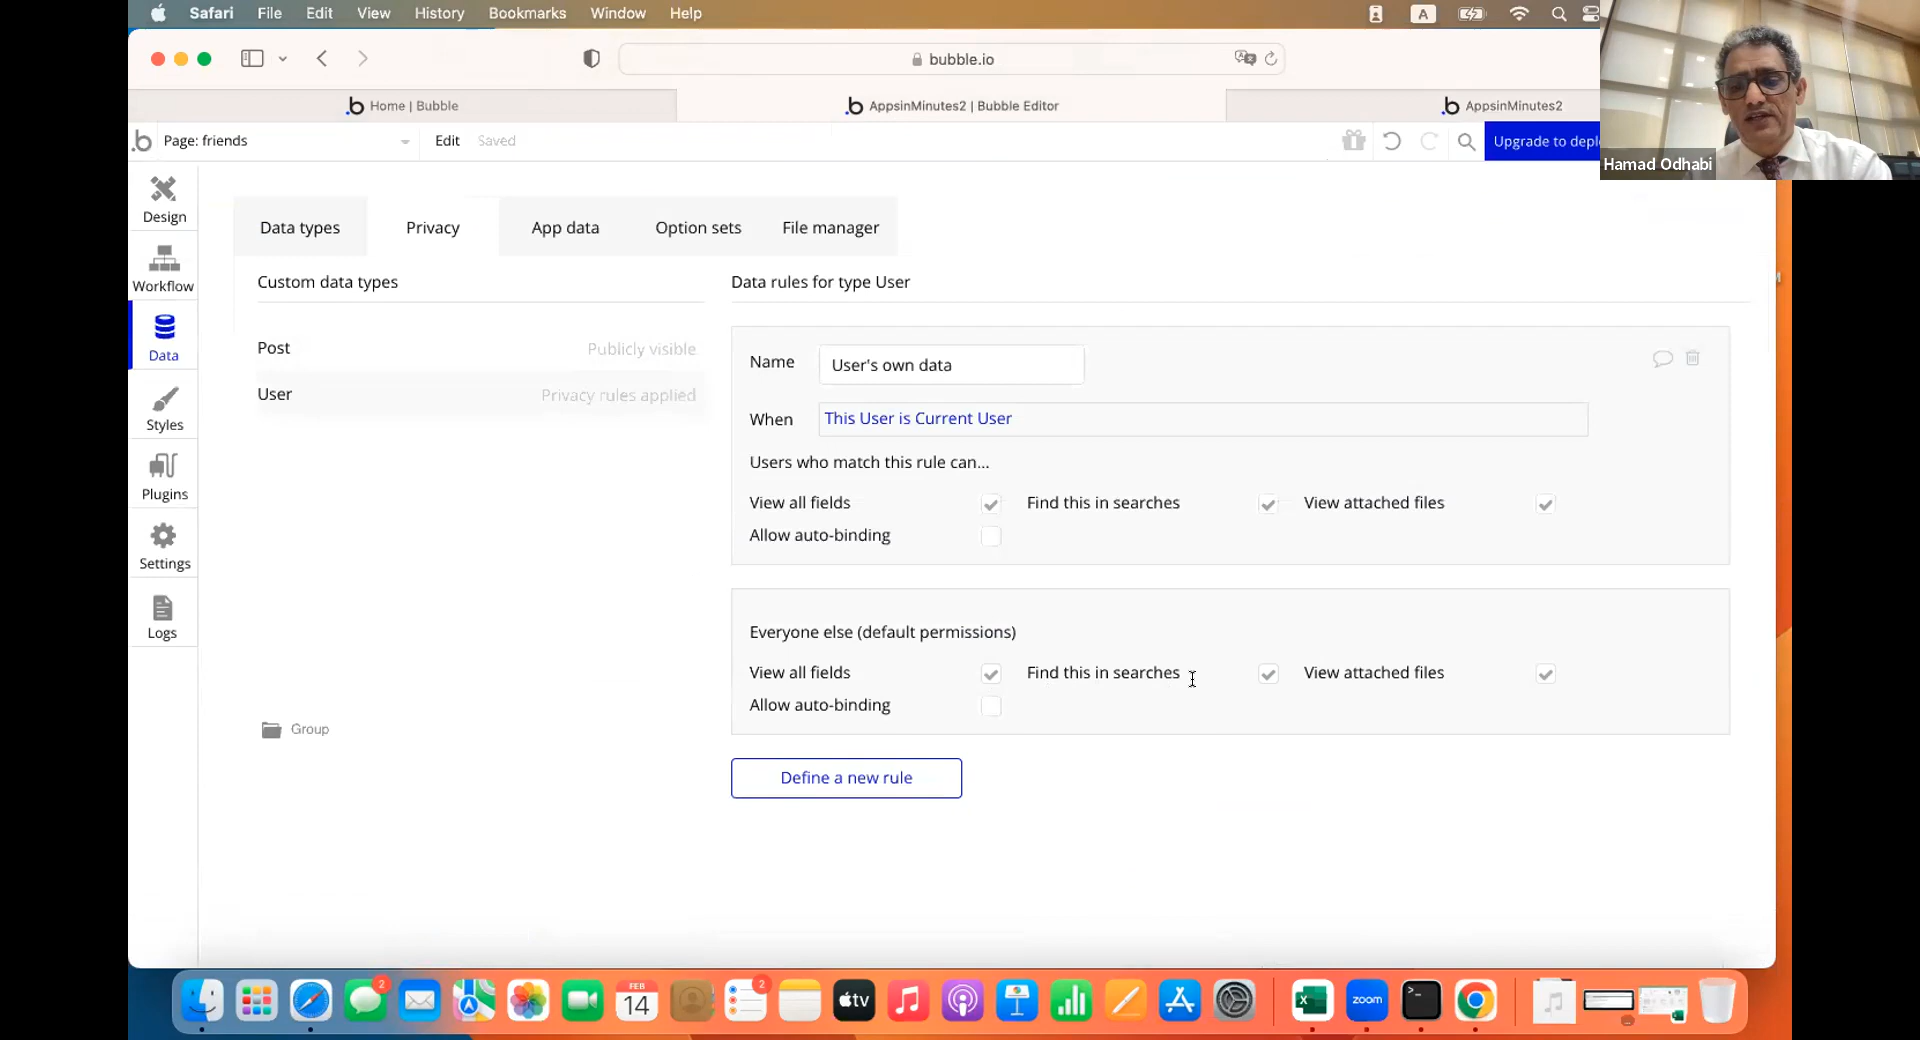 Safari File Edit View History Bookmarks Window Help
A
bubble.io
Home | Bubble
AppsinMinutes2 | Bubble Editor
AppsinMinutes2
Page: friends
Edit
Saved
Upgrade to deplo
Hamad Odhabi
Design
Workflow
Data
Styles
Plugins
Settings
Logs
Data types
Privacy
App data
Option sets
File manager
Custom data types
Post
Publicly visible
User
Privacy rules applied
Group
Data rules for type User
Name
User's own data
When
This User is Current User
Users who match this rule can...
View all fields
Find this in searches
View attached files
Allow auto-binding
Everyone else (default permissions)
View all fields
Find this in searches
View attached files
Allow auto-binding
Define a new rule
2
FEB
14
2
tv
X
zoom
>_